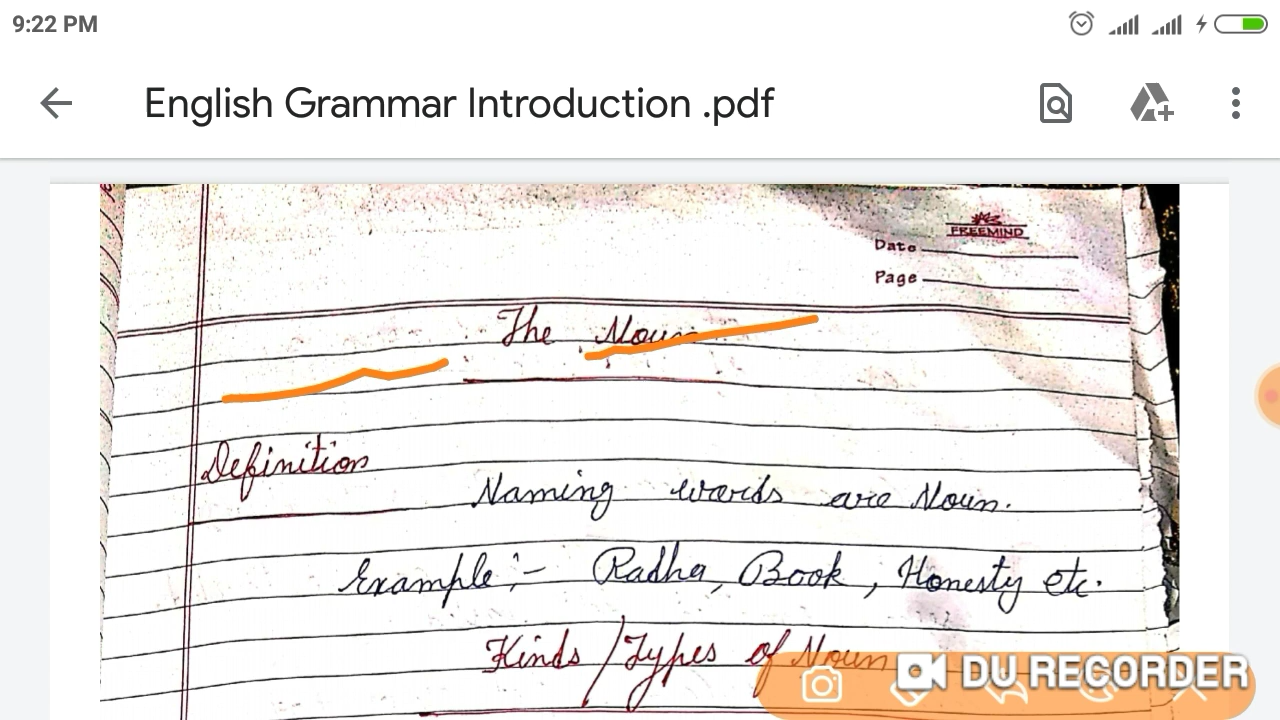 9:22 PM
English Grammar Introduction .pdf
FREEMIND
Date
Page
The Noun
Definition
Naming words are Noun.
Example :- Radha, Book, Honesty etc.
Kinds / Types of Noun
DU RECORDER